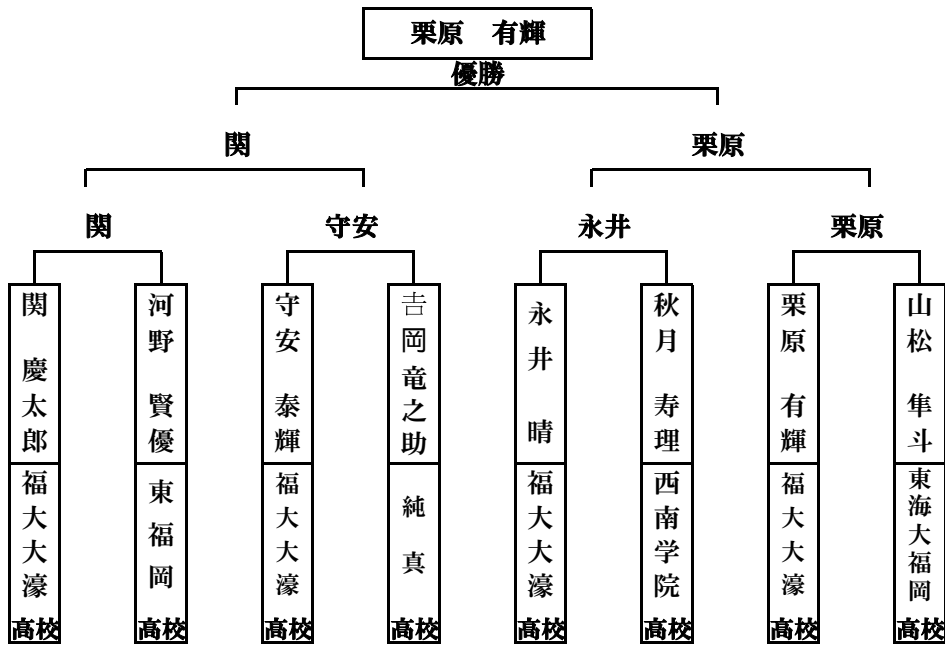 栗原　有輝
優勝
関
栗原
関
守安
永井
栗原
関　慶太郎
福大大濠
高校
河野　賢優
東福岡
高校
守安　泰輝
福大大濠
高校
𠮷岡竜之助
純真
高校
永井　晴
福大大濠
高校
秋月　寿理
西南学院
高校
栗原　有輝
福大大濠
高校
山松　隼斗
東海大福岡
高校